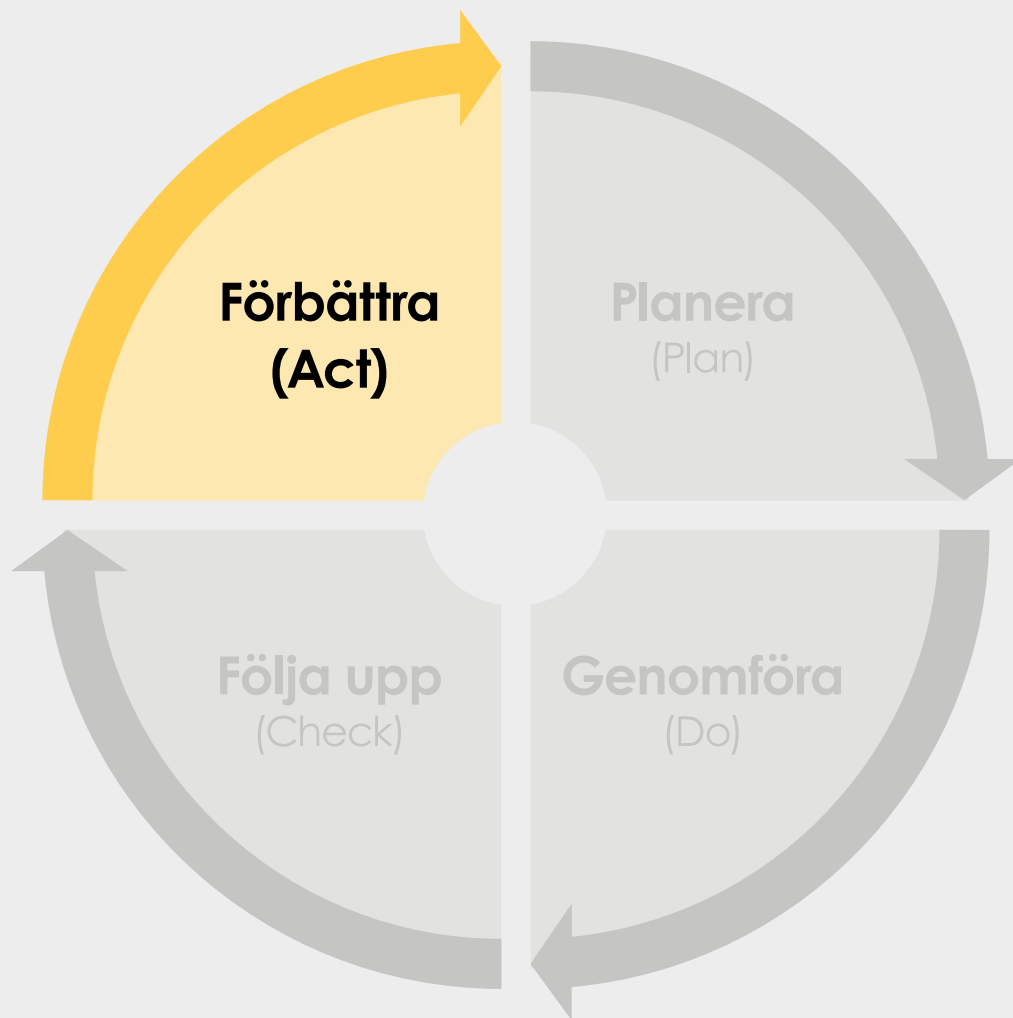 Förbättra
(Act)
Planera
(Plan)
Följa upp
(Check)
Genomföra
(Do)